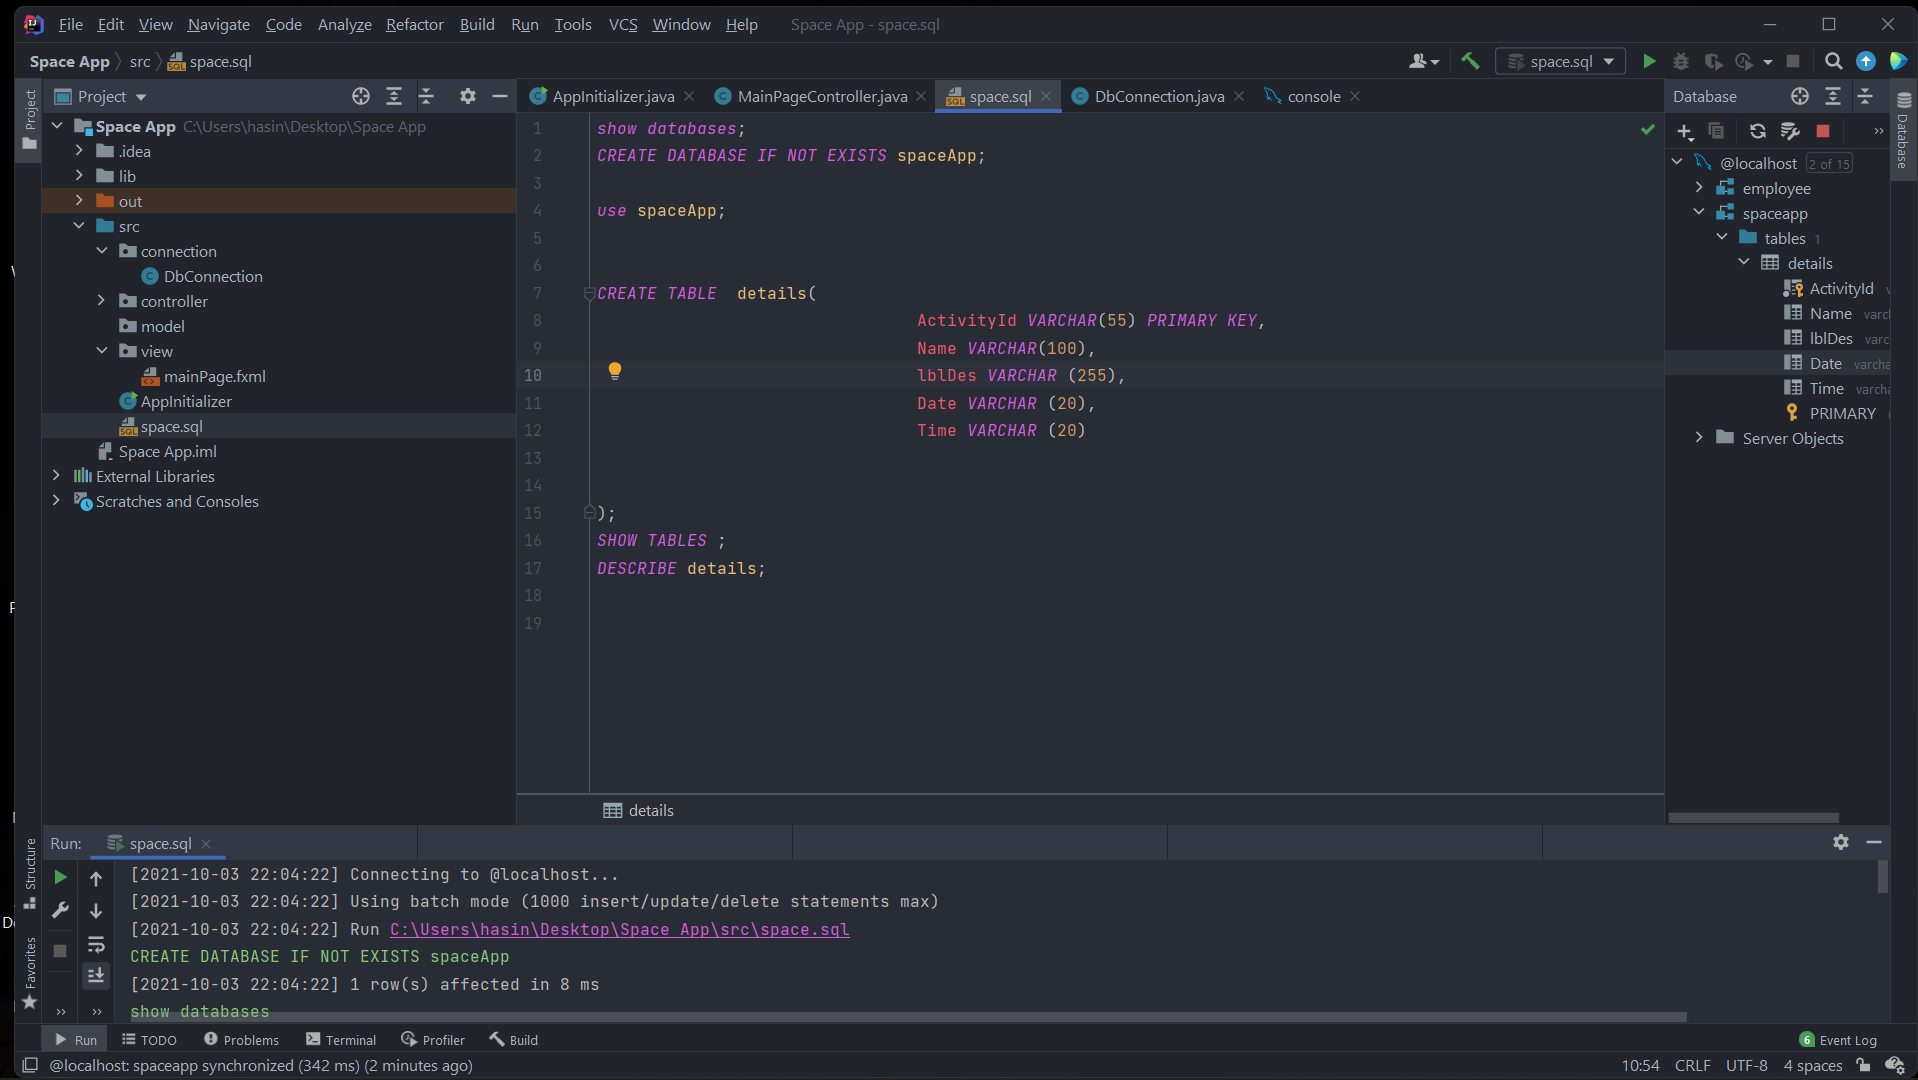 File Edit View Navigate Code Analyze Refactor Build Run Tools VCS Window Help Space App - space.sql
Space App src space.sql space.sql
Project
Project
Space App C:\Users\hasin\Desktop\Space App
.idea
lib
out
src
connection
DbConnection
controller
model
view
mainPage.fxml
AppInitializer
space.sql
Space App.iml
External Libraries
Scratches and Consoles
AppInitializer.java MainPageController.java space.sql DbConnection.java console
1 show databases;
2 CREATE DATABASE IF NOT EXISTS spaceApp;
3
4 use spaceApp;
5
6
7 CREATE TABLE  details(
8 ActivityId VARCHAR(55) PRIMARY KEY,
9 Name VARCHAR(100),
10 lblDes VARCHAR (255),
11 Date VARCHAR (20),
12 Time VARCHAR (20)
13
14
15 );
16 SHOW TABLES ;
17 DESCRIBE details;
18
19
details
Database
Database
@localhost 2 of 15
employee
spaceapp
tables 1
details
ActivityId
Name varc
lblDes varc
Date varcha
Time varcha
PRIMARY
Server Objects
Structure
Favorites
Run: space.sql
[2021-10-03 22:04:22] Connecting to @localhost...
[2021-10-03 22:04:22] Using batch mode (1000 insert/update/delete statements max)
[2021-10-03 22:04:22] Run C:\Users\hasin\Desktop\Space App\src\space.sql
CREATE DATABASE IF NOT EXISTS spaceApp
[2021-10-03 22:04:22] 1 row(s) affected in 8 ms
show databases
Run TODO Problems Terminal Profiler Build 6 Event Log
@localhost: spaceapp synchronized (342 ms) (2 minutes ago) 10:54 CRLF UTF-8 4 spaces